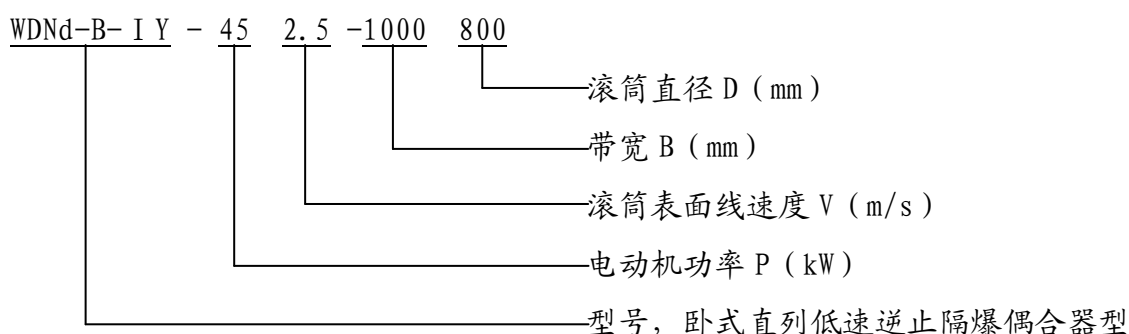 WDNd-B-ⅠY - 45 2.5 -1000 800
滚筒直径 D（mm）
带宽 B（mm）
滚筒表面线速度 V（m/s）
电动机功率 P（kW）
型号，卧式直列低速逆止隔爆偶合器型